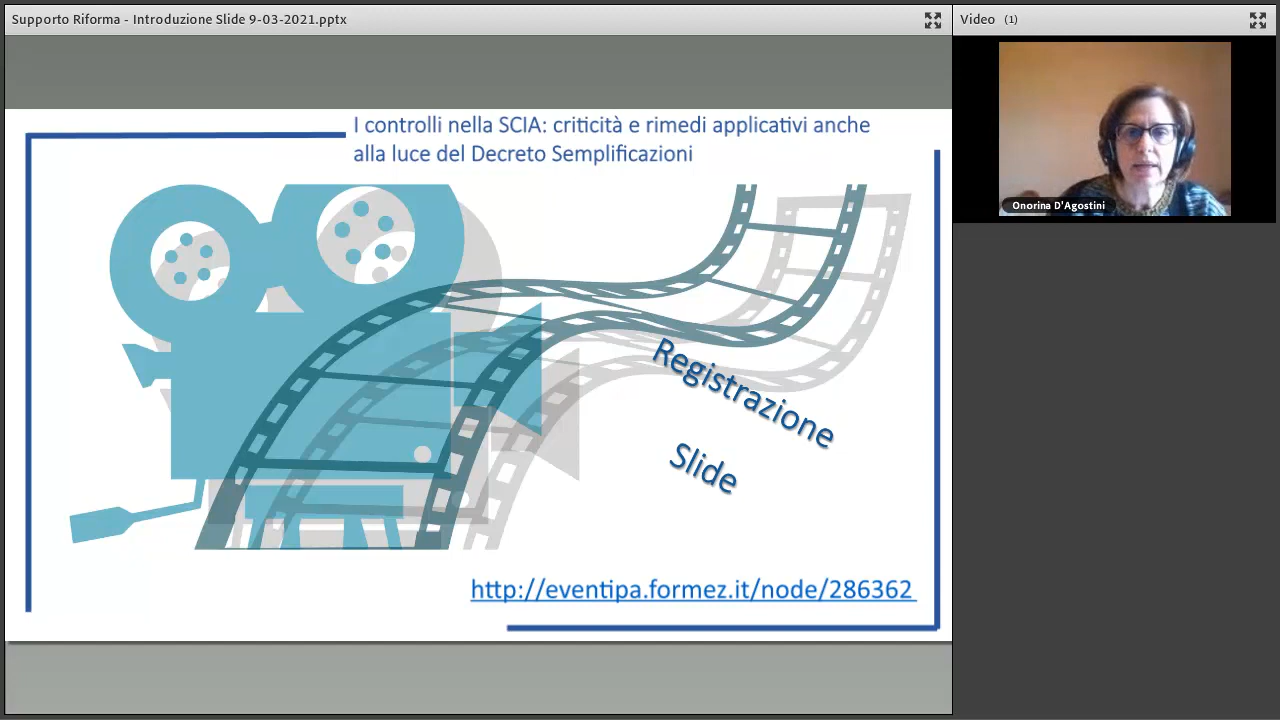 Supporto Riforma - Introduzione Slide 9-03-2021.pptx
Video (1)
I controlli nella SCIA: criticità e rimedi applicativi anche
alla luce del Decreto Semplificazioni
Onorina D'Agostini
Registrazione
Slide
http://eventipa.formez.it/node/286362